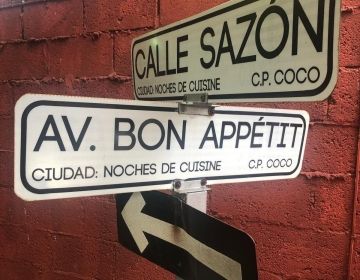 CALLE SAZÓN
CIUDAD: NOCHES DE CUISINE C.P. COCO
AV. BON APPÉTIT
CIUDAD: NOCHES DE CUISINE C.P. COCO